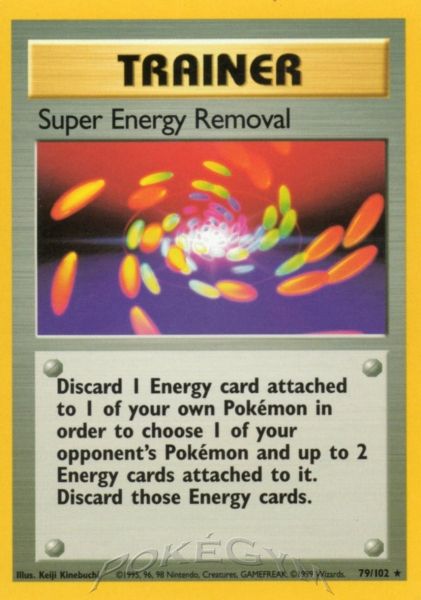 TRAINER
Super Energy Removal
Discard 1 Energy card attached
to 1 of your own Pokémon in
order to choose 1 of your
opponent's Pokémon and up to 2
Energy cards attached to it.
Discard those Energy cards.
Illus. Keiji Kinebuchi ©1995, 96, 98 Nintendo, Creatures, GAMEFREAK. ©1999 Wizards. 79/102 ★
POKÉGYM